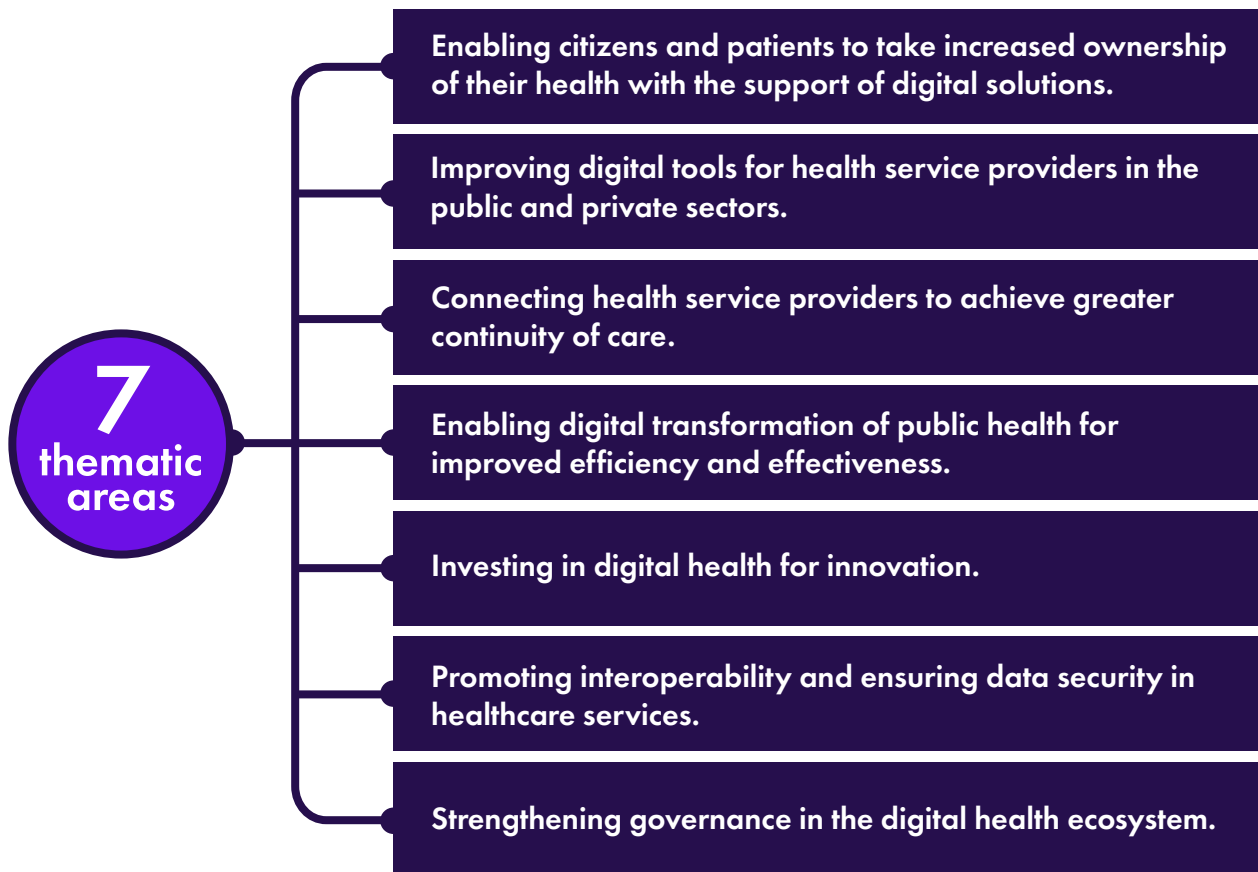 7
thematic
areas
Enabling citizens and patients to take increased ownership
of their health with the support of digital solutions.
Improving digital tools for health service providers in the
public and private sectors.
Connecting health service providers to achieve greater
continuity of care.
Enabling digital transformation of public health for
improved efficiency and effectiveness.
Investing in digital health for innovation.
Promoting interoperability and ensuring data security in
healthcare services.
Strengthening governance in the digital health ecosystem.